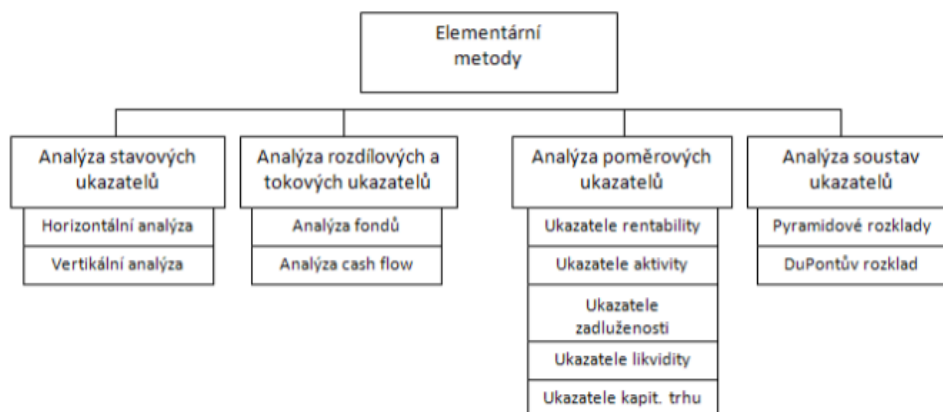 Elementární
metody
Analýza stavových
ukazatelů
Horizontální analýza
Vertikální analýza
Analýza rozdílových a
tokových ukazatelů
Analýza fondů
Analýza cash flow
Analýza poměrových
ukazatelů
Ukazatele rentability
Ukazatele aktivity
Ukazatele
zadluženosti
Ukazatele likvidity
Ukazatele kapit. trhu
Analýza soustav
ukazatelů
Pyramidové rozklady
DuPontův rozklad